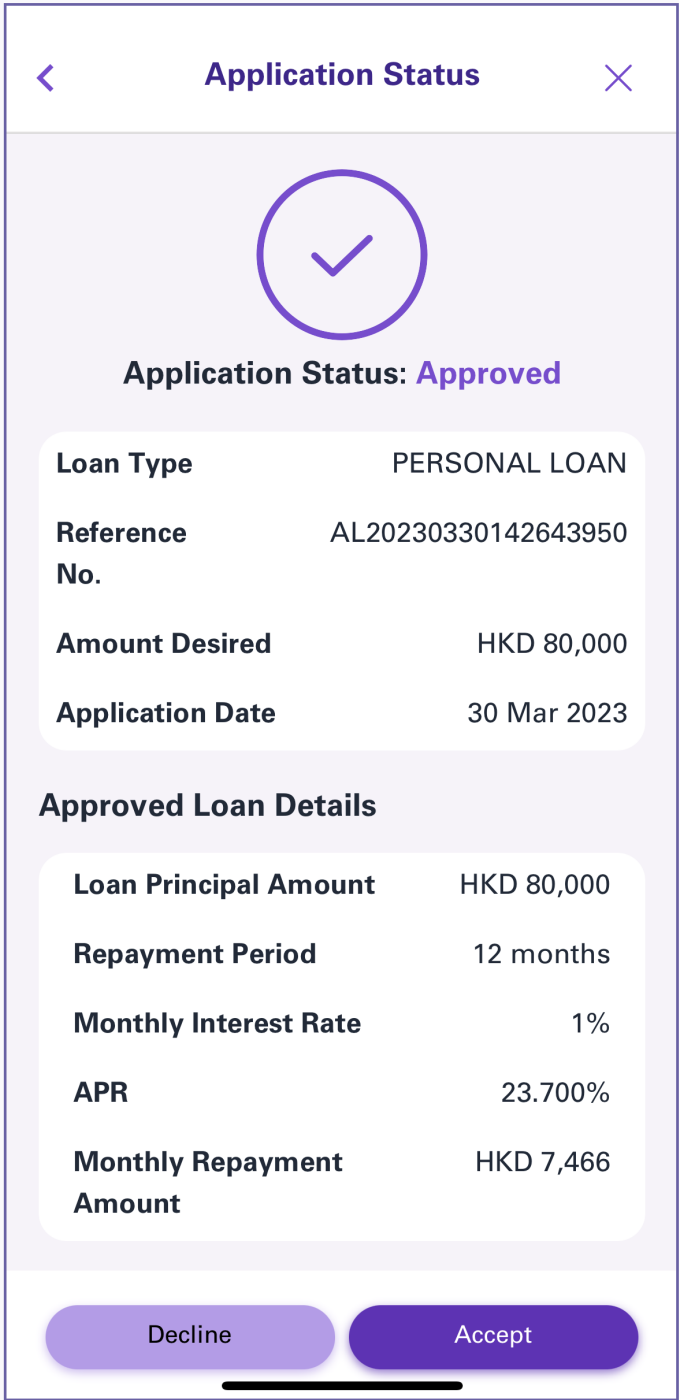 Application Status
Application Status: Approved
Loan Type PERSONAL LOAN
Reference AL20230330142643950
No.
Amount Desired HKD 80,000
Application Date 30 Mar 2023
Approved Loan Details
Loan Principal Amount HKD 80,000
Repayment Period 12 months
Monthly Interest Rate 1%
APR 23.700%
Monthly Repayment HKD 7,466
Amount
Decline Accept